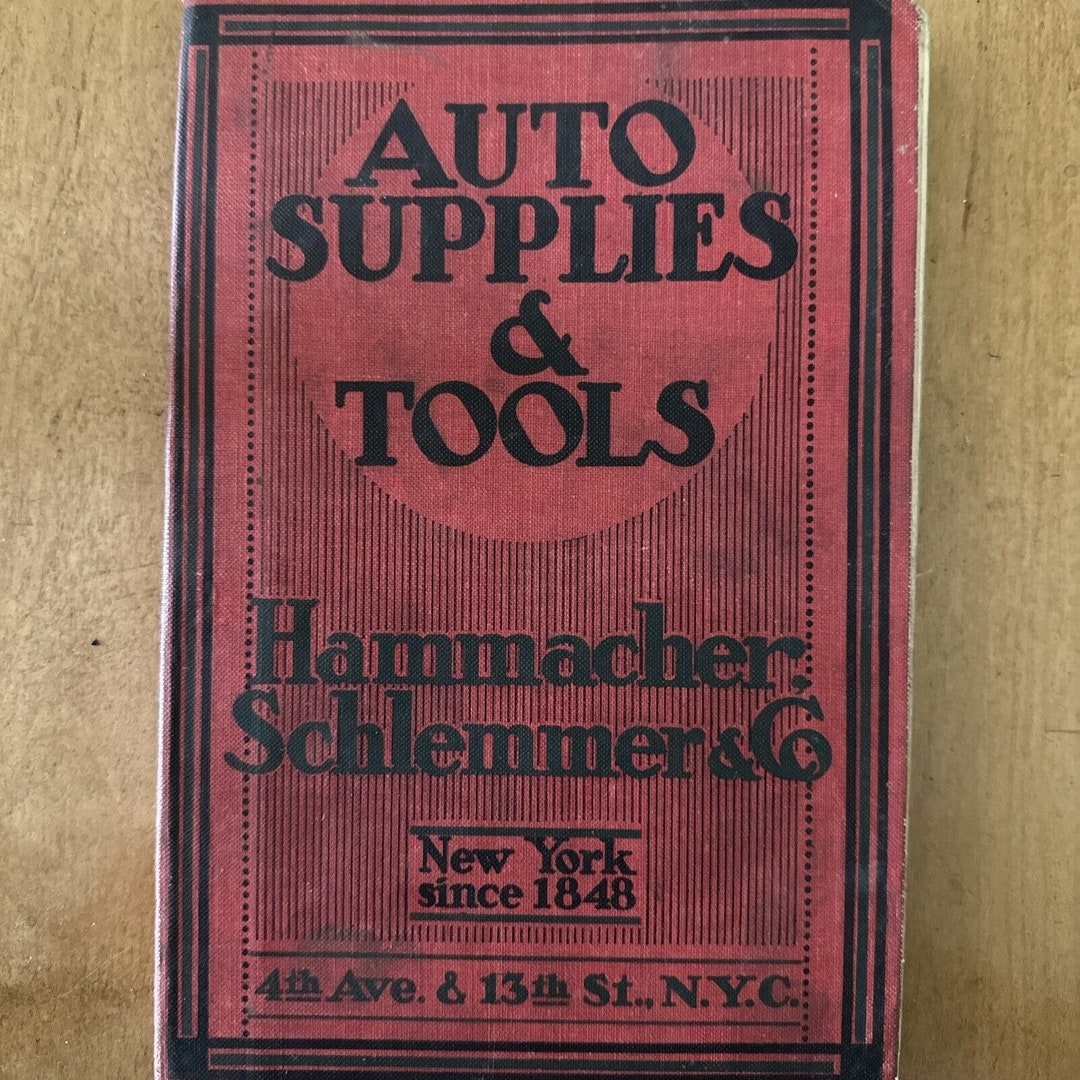 AUTO
SUPPLIES
&
TOOLS
Hammacher,
Schlemmer & Co
New York
since 1848
4th Ave. & 13th St., N.Y.C.